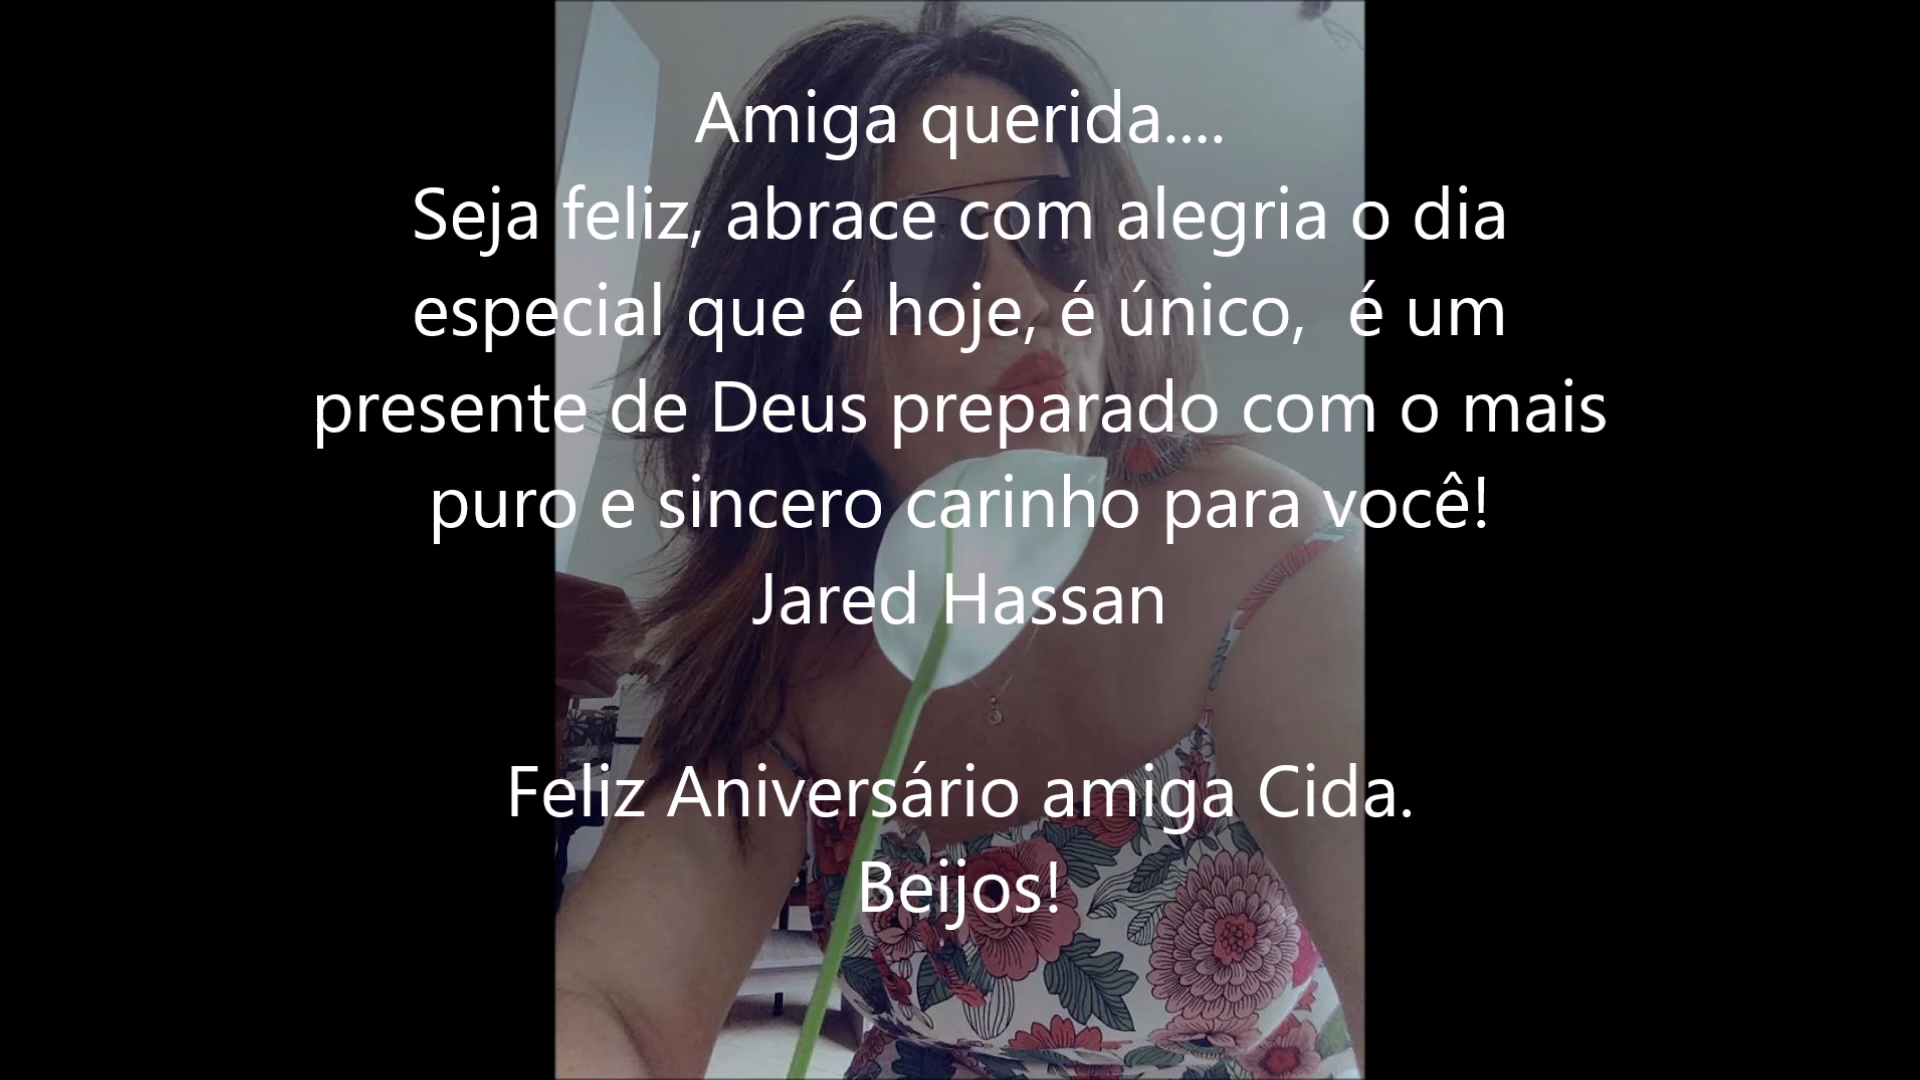 Amiga querida....
Seja feliz, abrace com alegria o dia
especial que é hoje, é único,  é um
presente de Deus preparado com o mais
puro e sincero carinho para você!
Jared Hassan
Feliz Aniversário amiga Cida.
Beijos!